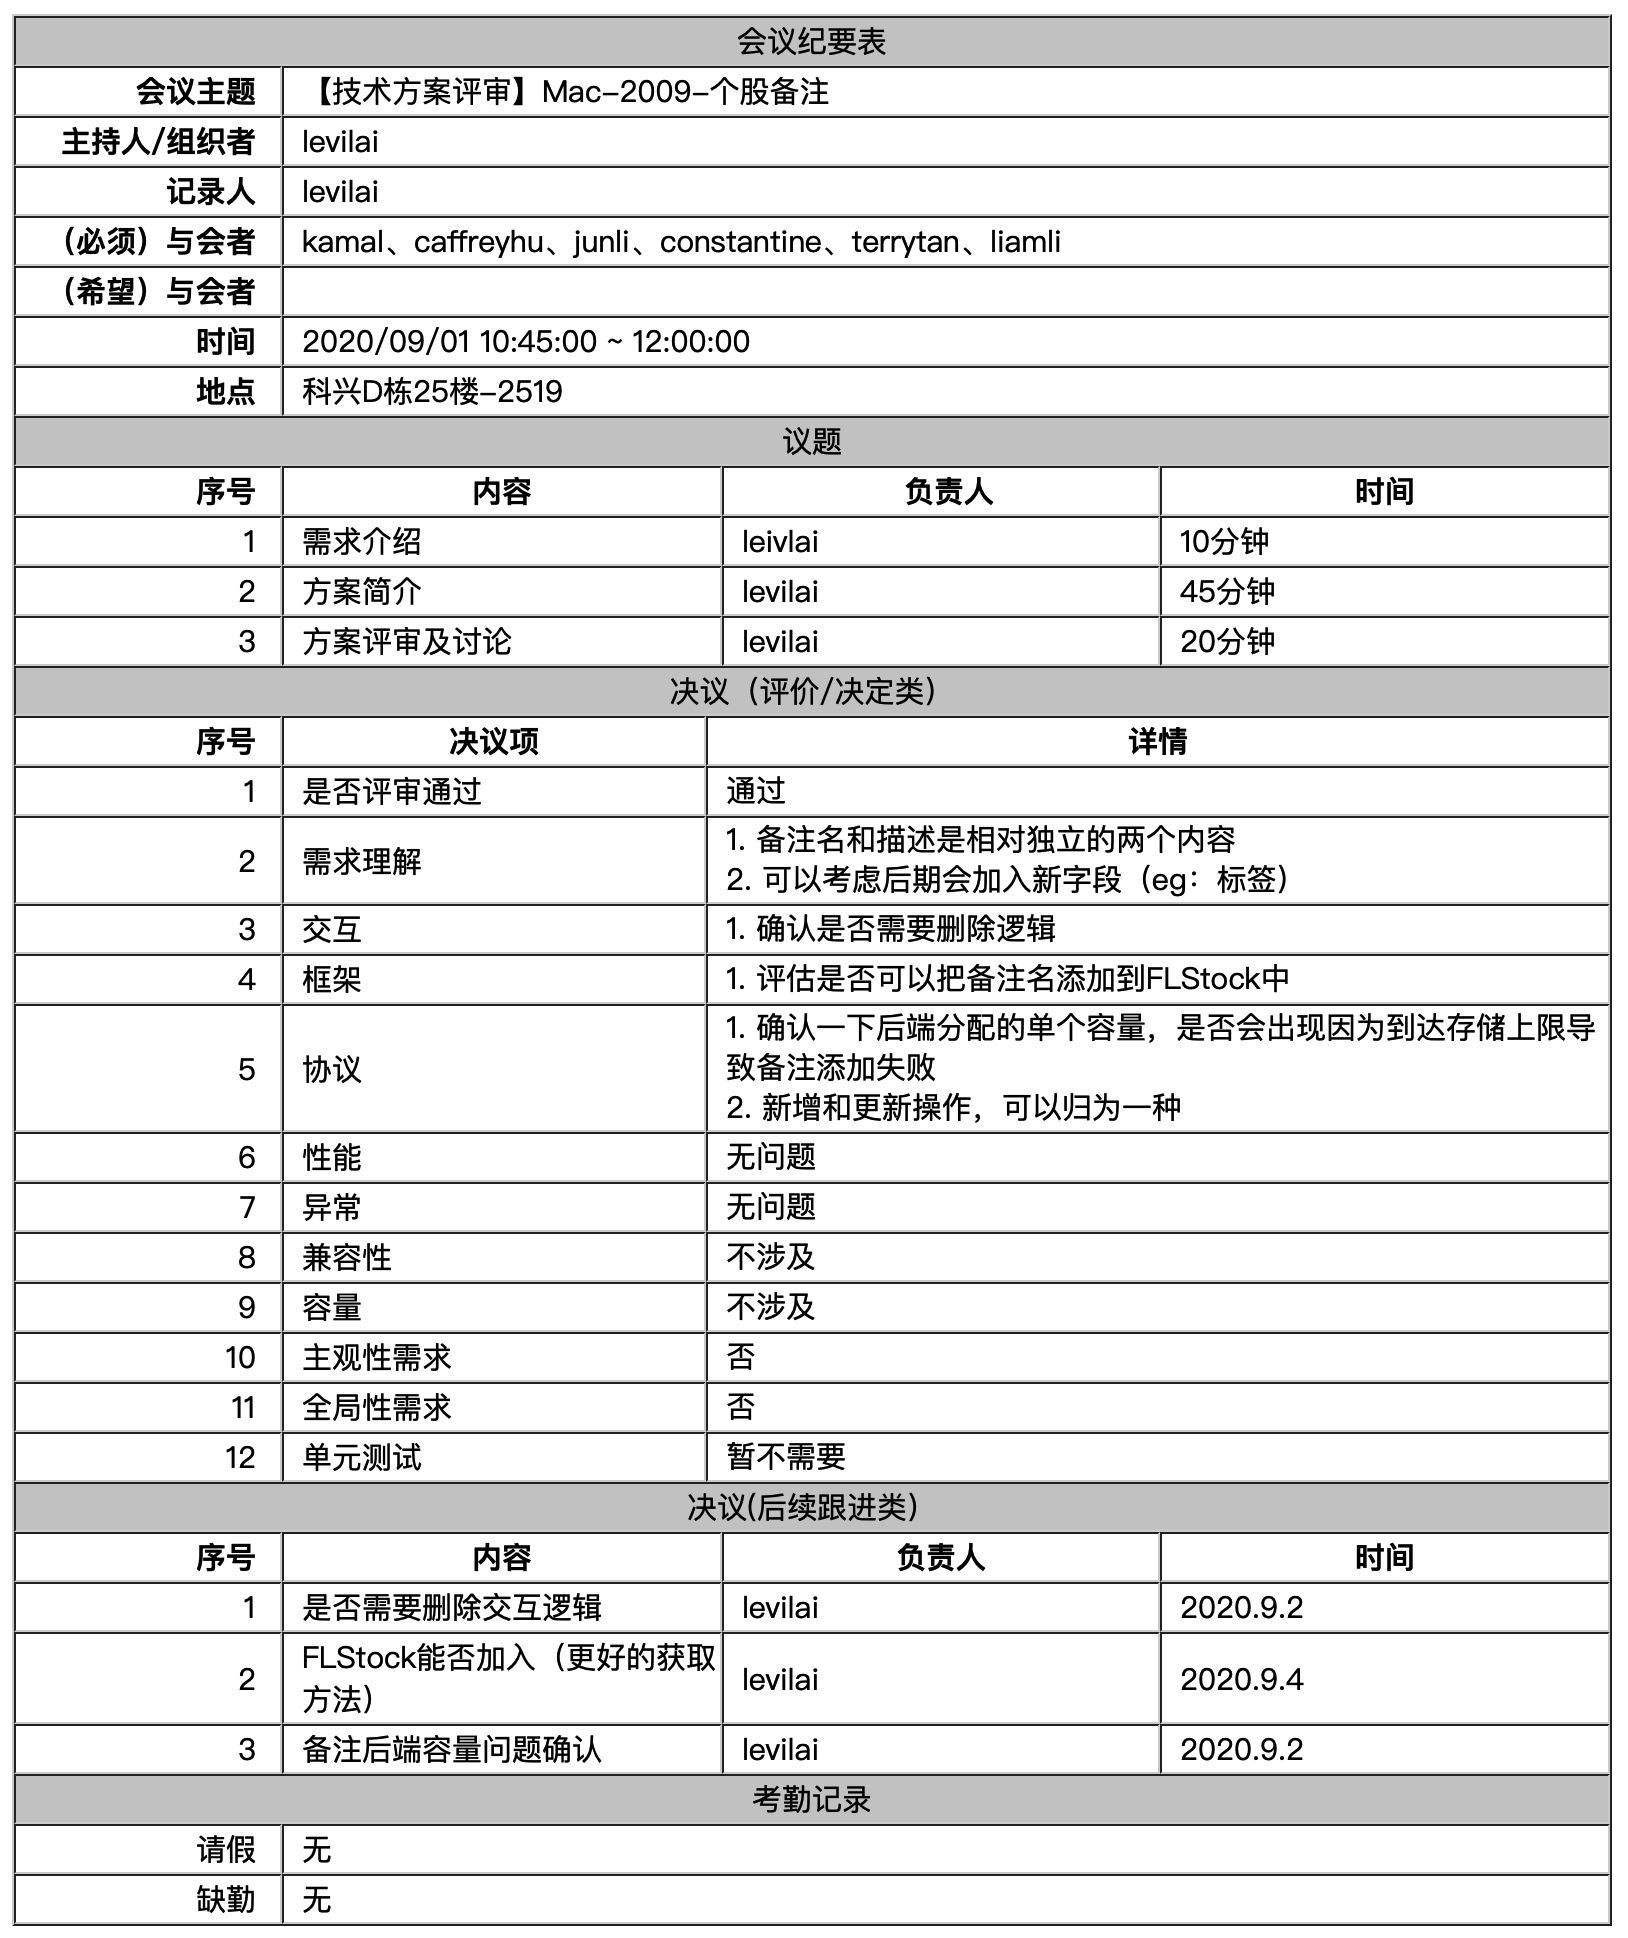 会议纪要表
会议主题 【技术方案评审】Mac-2009-个股备注
主持人/组织者 levilai
记录人 levilai
（必须）与会者 kamal、caffreyhu、junli、constantine、terrytan、liamli
（希望）与会者
时间 2020/09/01 10:45:00 ~ 12:00:00
地点 科兴D栋25楼-2519
议题
序号 内容 负责人 时间
1 需求介绍 leivlai 10分钟
2 方案简介 levilai 45分钟
3 方案评审及讨论 levilai 20分钟
决议（评价/决定类）
序号 决议项 详情
1 是否评审通过 通过
2 需求理解 1. 备注名和描述是相对独立的两个内容
2. 可以考虑后期会加入新字段（eg：标签）
3 交互 1. 确认是否需要删除逻辑
4 框架 1. 评估是否可以把备注名添加到FLStock中
5 协议 1. 确认一下后端分配的单个容量，是否会出现因为到达存储上限导
致备注添加失败
2. 新增和更新操作，可以归为一种
6 性能 无问题
7 异常 无问题
8 兼容性 不涉及
9 容量 不涉及
10 主观性需求 否
11 全局性需求 否
12 单元测试 暂不需要
决议(后续跟进类）
序号 内容 负责人 时间
1 是否需要删除交互逻辑 levilai 2020.9.2
2 FLStock能否加入（更好的获取
方法） levilai 2020.9.4
3 备注后端容量问题确认 levilai 2020.9.2
考勤记录
请假 无
缺勤 无